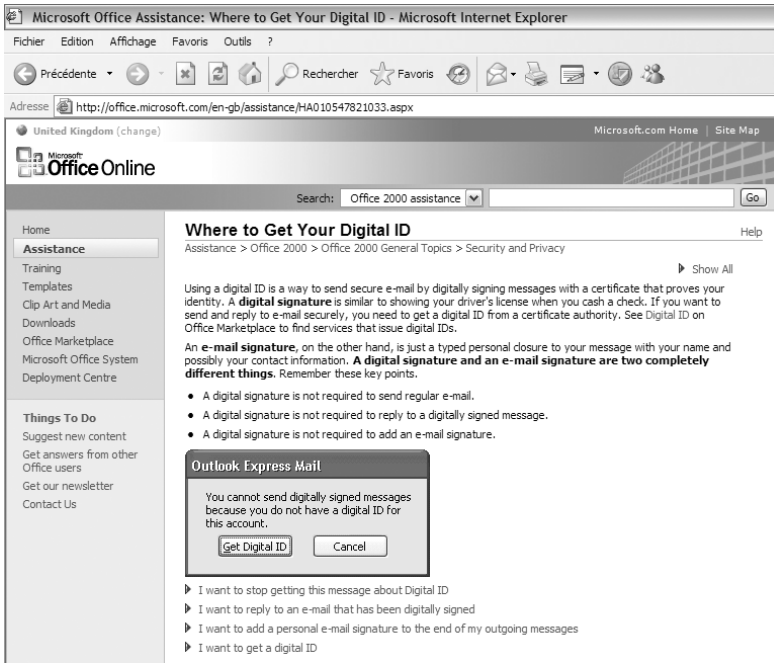 Microsoft Office Assistance: Where to Get Your Digital ID - Microsoft Internet Explorer
Fichier Edition Affichage Favoris Outils ?
Précédente Rechercher Favoris
Adresse http://office.microsoft.com/en-gb/assistance/HA010547821033.aspx
United Kingdom (change) Microsoft.com Home | Site Map
Microsoft
Office Online
Search: Office 2000 assistance Go
Home
Assistance
Training
Templates
Clip Art and Media
Downloads
Office Marketplace
Microsoft Office System
Deployment Centre
Things To Do
Suggest new content
Get answers from other
Office users
Get our newsletter
Contact Us
Where to Get Your Digital ID Help
Assistance > Office 2000 > Office 2000 General Topics > Security and Privacy
Show All
Using a digital ID is a way to send secure e-mail by digitally signing messages with a certificate that proves your
identity. A digital signature is similar to showing your driver's license when you cash a check. If you want to
send and reply to e-mail securely, you need to get a digital ID from a certificate authority. See Digital ID on
Office Marketplace to find services that issue digital IDs.
An e-mail signature, on the other hand, is just a typed personal closure to your message with your name and
possibly your contact information. A digital signature and an e-mail signature are two completely
different things. Remember these key points.
• A digital signature is not required to send regular e-mail.
• A digital signature is not required to reply to a digitally signed message.
• A digital signature is not required to add an e-mail signature.
Outlook Express Mail
You cannot send digitally signed messages
because you do not have a digital ID for
this account.
Get Digital ID Cancel
I want to stop getting this message about Digital ID
I want to reply to an e-mail that has been digitally signed
I want to add a personal e-mail signature to the end of my outgoing messages
I want to get a digital ID